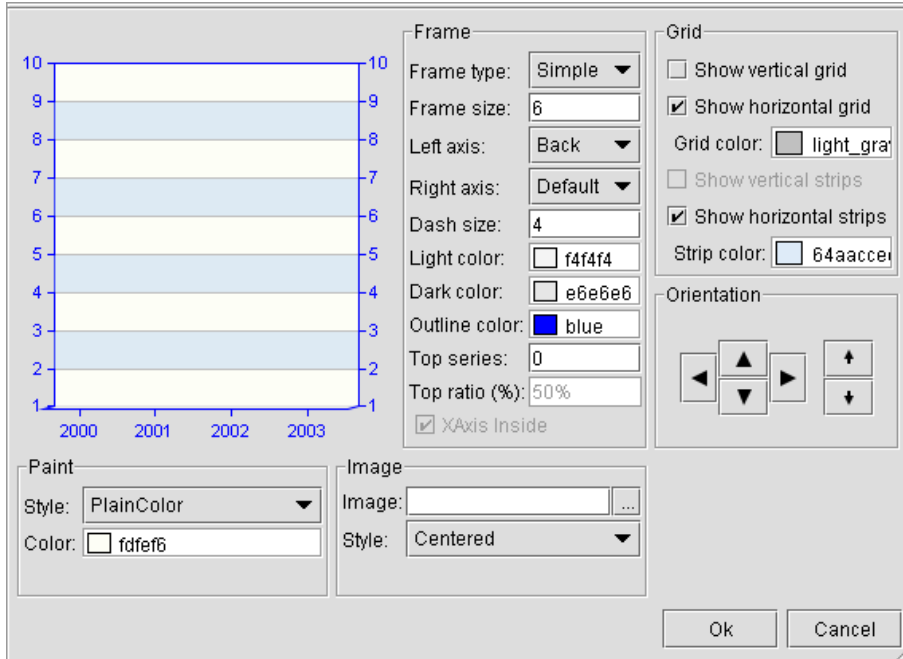 10
9
8
7
6
5
4
3
2
1
10
9
8
7
6
5
4
3
2
1
2000 2001 2002 2003
Frame
Frame type: Simple
Frame size: 6
Left axis: Back
Right axis: Default
Dash size: 4
Light color: f4f4f4
Dark color: e6e6e6
Outline color: blue
Top series: 0
Top ratio (%): 50%
XAxis Inside
Grid
Show vertical grid
Show horizontal grid
Grid color: light_gra
Show vertical strips
Show horizontal strips
Strip color: 64aacce
Orientation
Paint
Style: PlainColor
Color: fdfef6
Image
Image: ...
Style: Centered
Ok Cancel